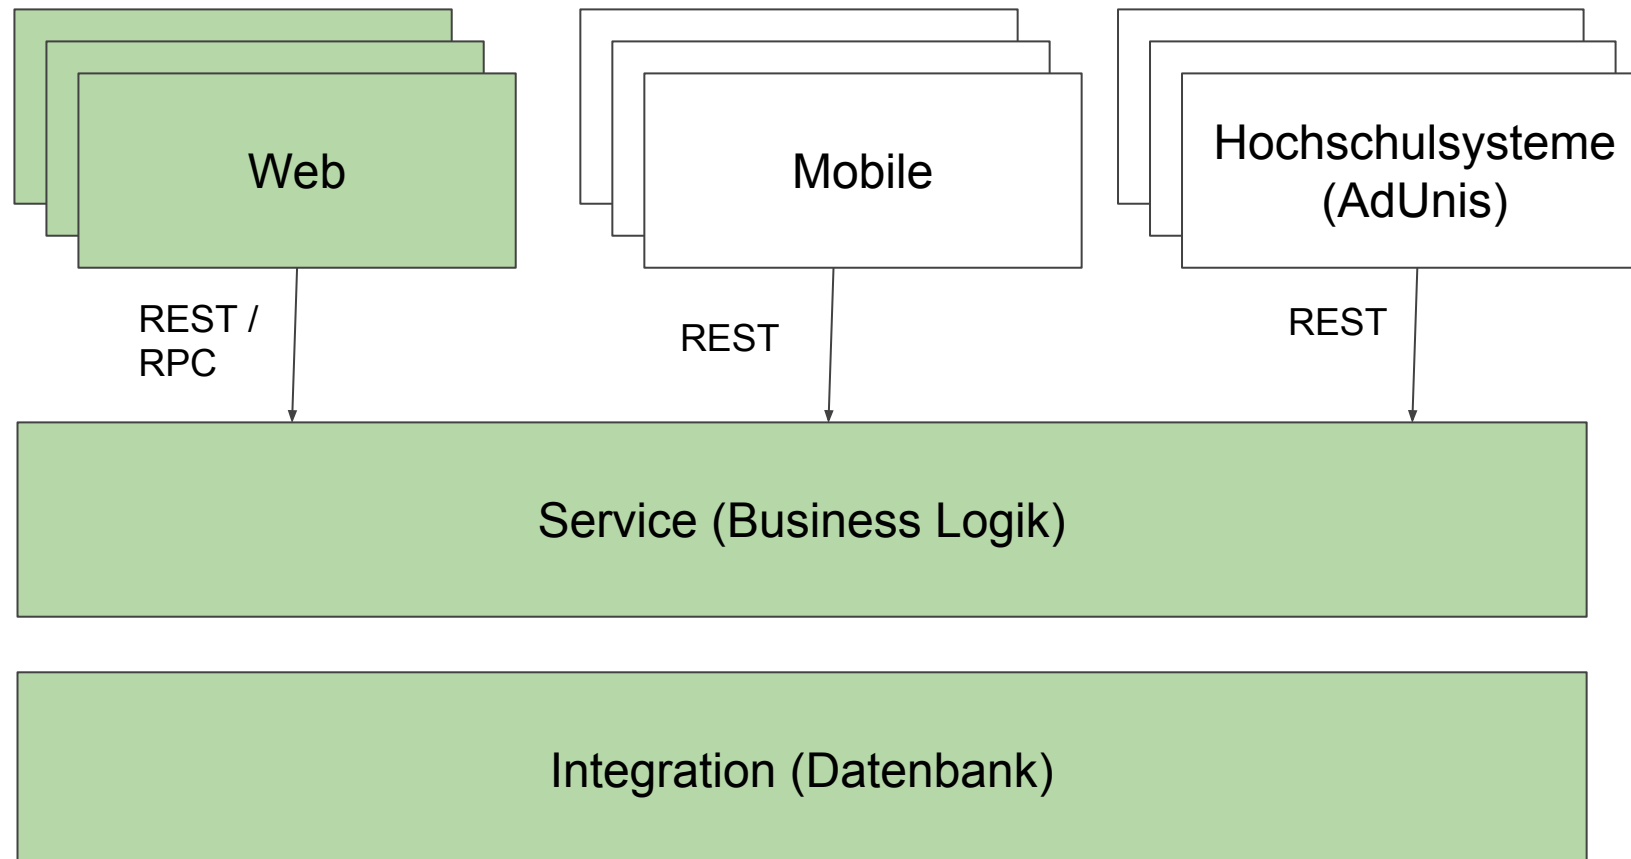 Web
Mobile
Hochschulsysteme
(AdUnis)
REST /
RPC
REST
REST
Service (Business Logik)
Integration (Datenbank)